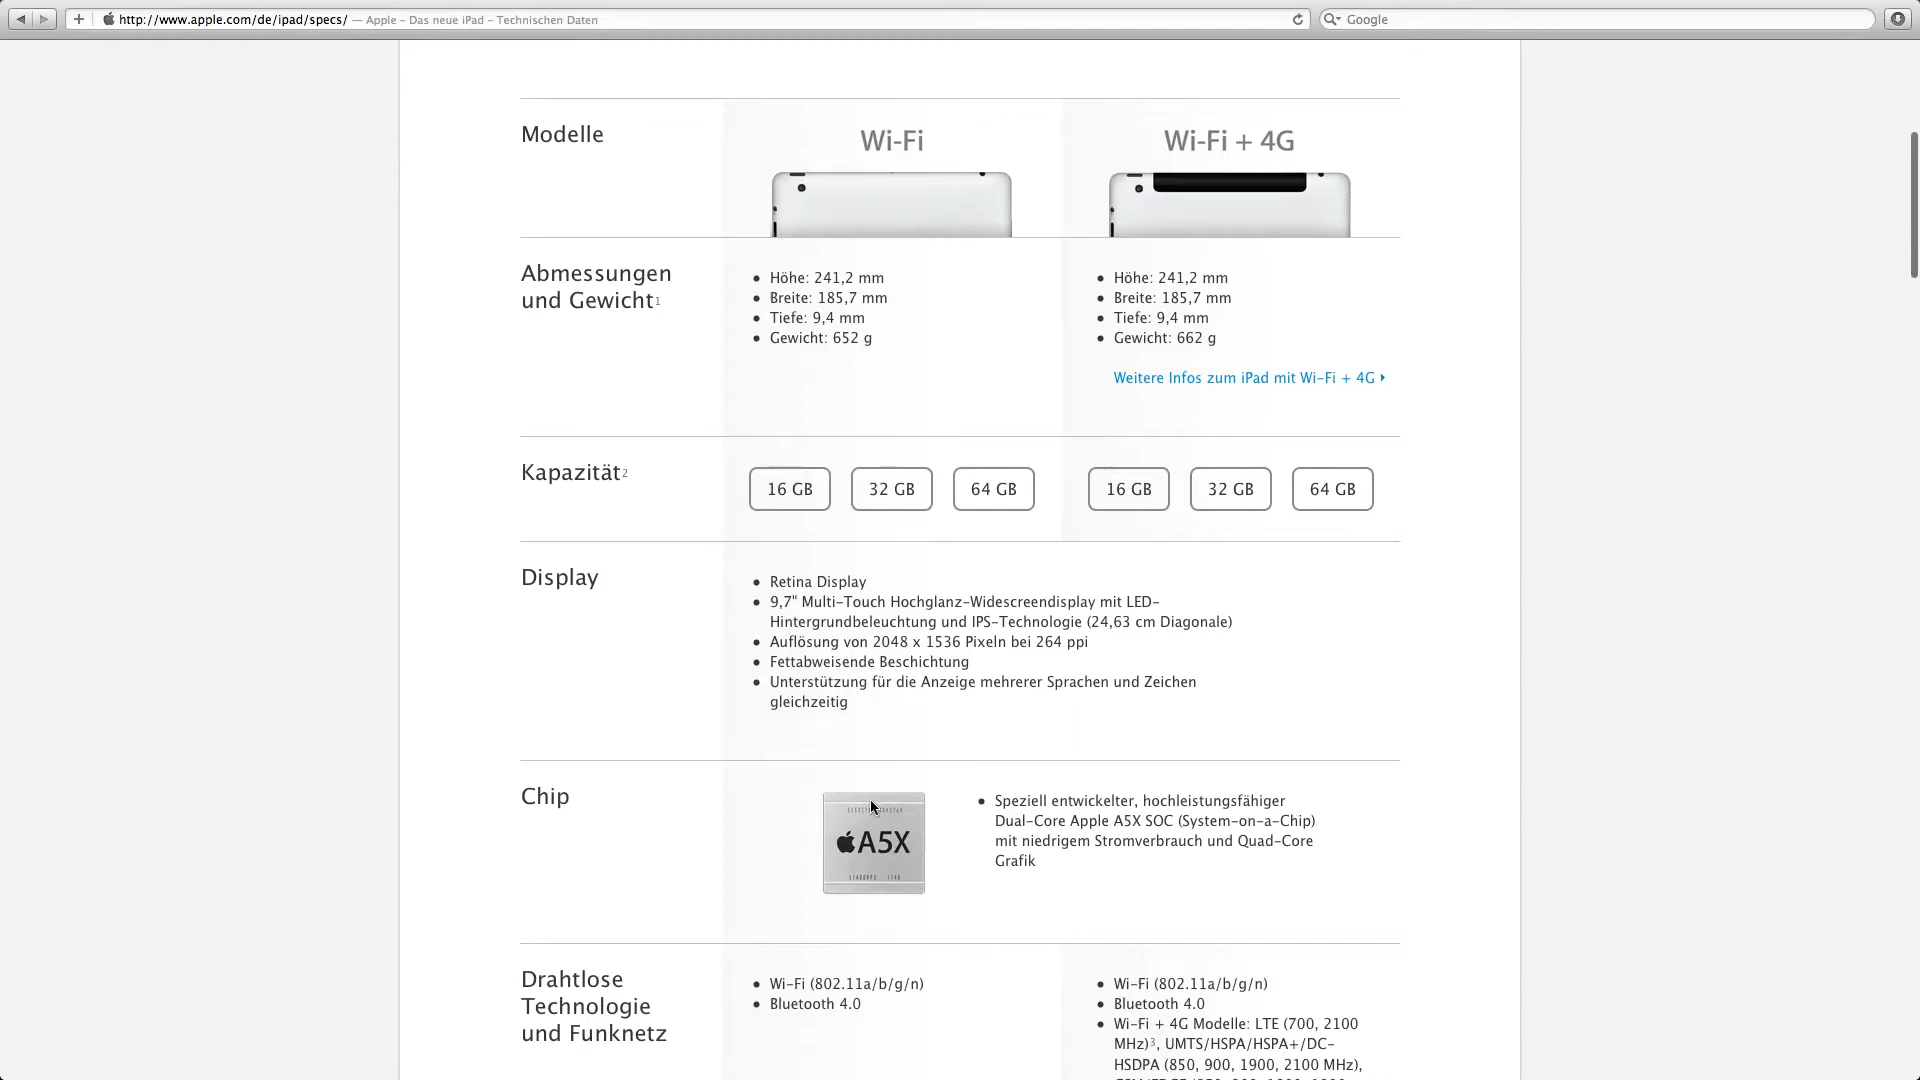 http://www.apple.com/de/ipad/specs/ — Apple – Das neue iPad – Technischen Daten
Google
Modelle
Wi-Fi
Wi-Fi + 4G
Abmessungen
und Gewicht1
Höhe: 241,2 mm
Breite: 185,7 mm
Tiefe: 9,4 mm
Gewicht: 652 g
Höhe: 241,2 mm
Breite: 185,7 mm
Tiefe: 9,4 mm
Gewicht: 662 g
Weitere Infos zum iPad mit Wi-Fi + 4G
Kapazität2
16 GB
32 GB
64 GB
16 GB
32 GB
64 GB
Display
Retina Display
9,7" Multi-Touch Hochglanz-Widescreendisplay mit LED-
Hintergrundbeleuchtung und IPS-Technologie (24,63 cm Diagonale)
Auflösung von 2048 x 1536 Pixeln bei 264 ppi
Fettabweisende Beschichtung
Unterstützung für die Anzeige mehrerer Sprachen und Zeichen
gleichzeitig
Chip
A5X
Speziell entwickelter, hochleistungsfähiger
Dual-Core Apple A5X SOC (System-on-a-Chip)
mit niedrigem Stromverbrauch und Quad-Core
Grafik
Drahtlose
Technologie
und Funknetz
Wi-Fi (802.11a/b/g/n)
Bluetooth 4.0
Wi-Fi (802.11a/b/g/n)
Bluetooth 4.0
Wi-Fi + 4G Modelle: LTE (700, 2100
MHz)3, UMTS/HSPA/HSPA+/DC-
HSDPA (850, 900, 1900, 2100 MHz),